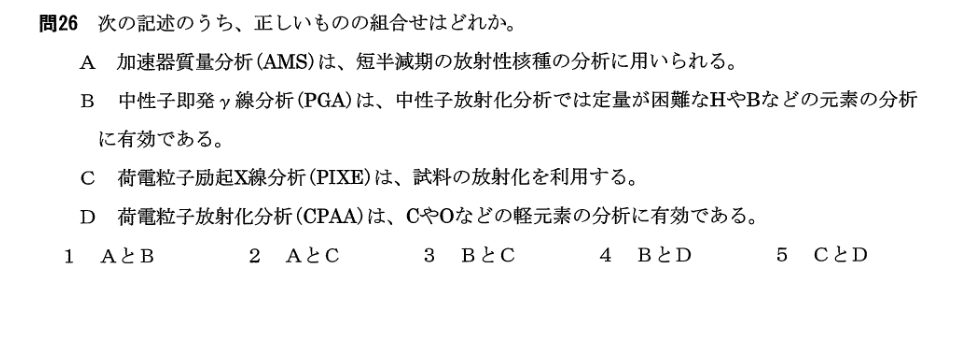 問26 次の記述のうち、正しいものの組合せはどれか。
A 加速器質量分析(AMS)は、短半減期の放射性核種の分析に用いられる。
B 中性子即発γ線分析(PGA)は、中性子放射化分析では定量が困難なHやBなどの元素の分析
に有効である。
C 荷電粒子励起X線分析(PIXE)は、試料の放射化を利用する。
D 荷電粒子放射化分析(CPAA)は、CやOなどの軽元素の分析に有効である。
1 AとB 2 AとC 3 BとC 4 BとD 5 CとD